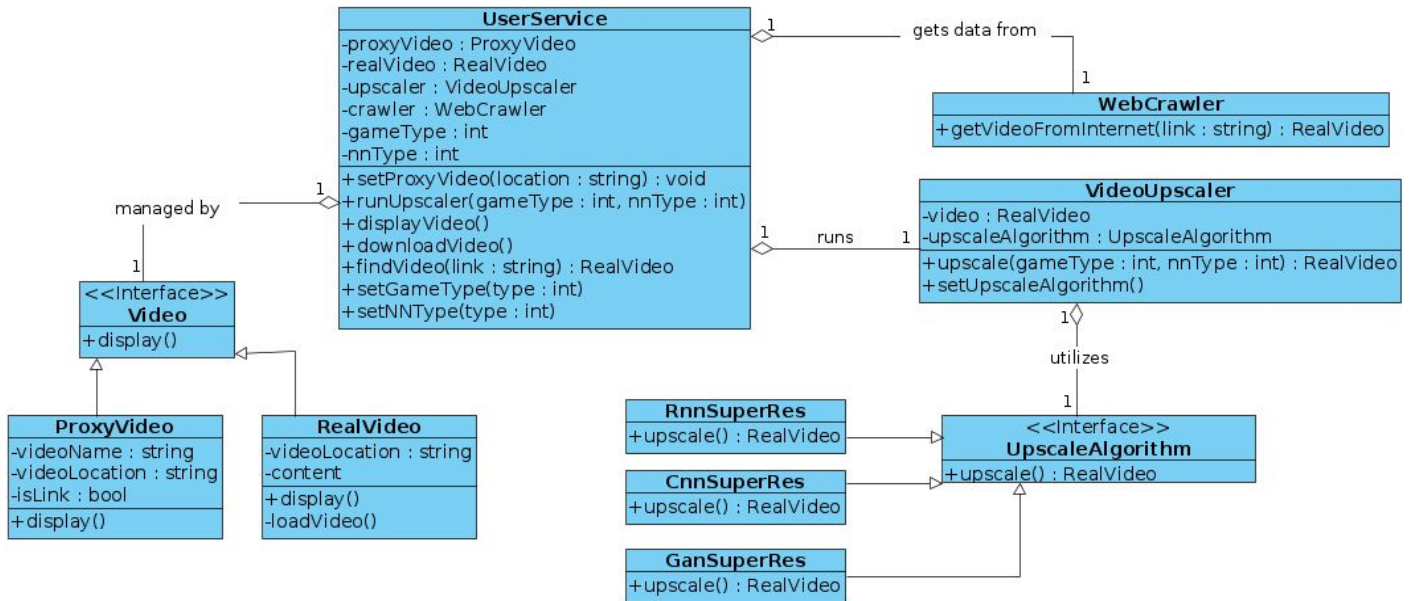 UserService
-proxyVideo : ProxyVideo
-realVideo : RealVideo
-upscaler : VideoUpscaler
-crawler : WebCrawler
-gameType : int
-nnType : int
+setProxyVideo(location : string) : void
+runUpscaler(gameType : int, nnType : int)
+displayVideo()
+downloadVideo()
+findVideo(link : string) : RealVideo
+setGameType(type : int)
+setNNType(type : int)
1
gets data from
1
WebCrawler
+getVideoFromInternet(link : string) : RealVideo
1
managed by
1
1
runs
1
VideoUpscaler
-video : RealVideo
-upscaleAlgorithm : UpscaleAlgorithm
+upscale(gameType : int, nnType : int) : RealVideo
+setUpscaleAlgorithm()
<<Interface>>
Video
+display()
1
utilizes
1
ProxyVideo
-videoName : string
-videoLocation : string
-isLink : bool
+display()
RealVideo
-videoLocation : string
-content
+display()
-loadVideo()
RnnSuperRes
+upscale() : RealVideo
<<Interface>>
UpscaleAlgorithm
+upscale() : RealVideo
CnnSuperRes
+upscale() : RealVideo
GanSuperRes
+upscale() : RealVideo